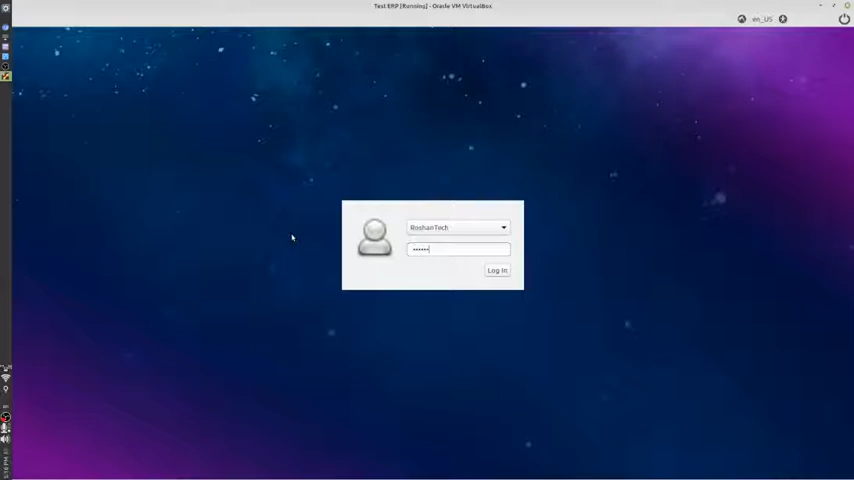 Test ERP [Running] - Oracle VM VirtualBox
en_US
RoshanTech
••••••
Log In